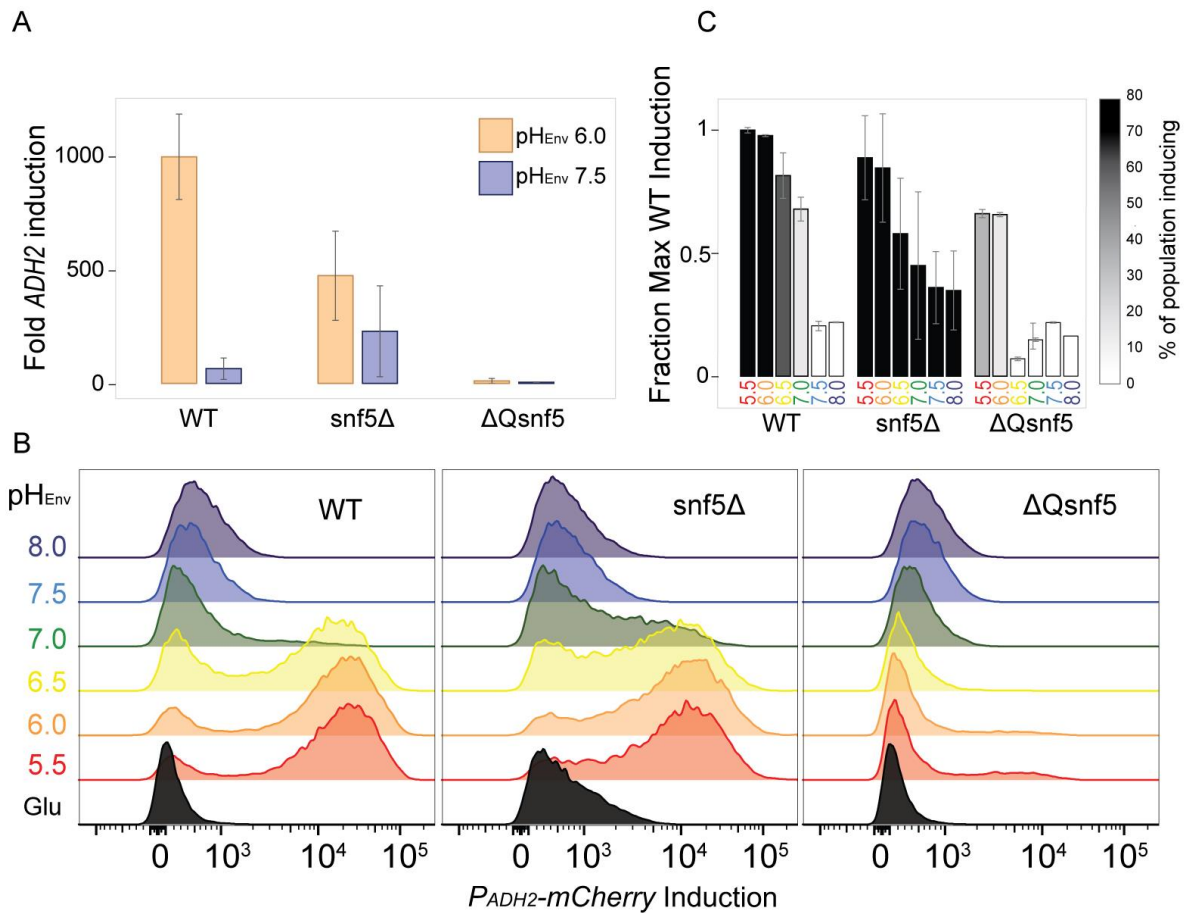 A
C
Fold ADH2 induction
1000
500
0
pHEnv 6.0
pHEnv 7.5
WT
snf5Δ
ΔQsnf5
Fraction Max WT Induction
1
0.5
0
5.5 6.0 6.5 7.0 7.5 8.0
5.5 6.0 6.5 7.0 7.5 8.0
5.5 6.0 6.5 7.0 7.5 8.0
WT
snf5Δ
ΔQsnf5
80
70
60
50
40
30
20
10
0
% of population inducing
B
pHEnv
8.0
7.5
7.0
6.5
6.0
5.5
Glu
WT
snf5Δ
ΔQsnf5
0 10³ 10⁴ 10⁵
0 10³ 10⁴ 10⁵
0 10³ 10⁴ 10⁵
PADH2-mCherry Induction